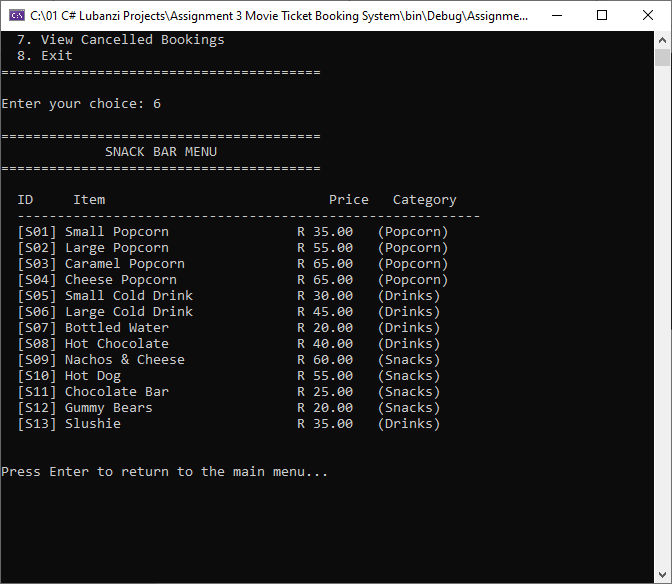 C:\01 C# Lubanzi Projects\Assignment 3 Movie Ticket Booking System\bin\Debug\Assignme...
7. View Cancelled Bookings
8. Exit
========================================
Enter your choice: 6
========================================
SNACK BAR MENU
========================================
ID Item Price Category
----------------------------------------------------------
[S01] Small Popcorn R 35.00 (Popcorn)
[S02] Large Popcorn R 55.00 (Popcorn)
[S03] Caramel Popcorn R 65.00 (Popcorn)
[S04] Cheese Popcorn R 65.00 (Popcorn)
[S05] Small Cold Drink R 30.00 (Drinks)
[S06] Large Cold Drink R 45.00 (Drinks)
[S07] Bottled Water R 20.00 (Drinks)
[S08] Hot Chocolate R 40.00 (Drinks)
[S09] Nachos & Cheese R 60.00 (Snacks)
[S10] Hot Dog R 55.00 (Snacks)
[S11] Chocolate Bar R 25.00 (Snacks)
[S12] Gummy Bears R 20.00 (Snacks)
[S13] Slushie R 35.00 (Drinks)
Press Enter to return to the main menu...